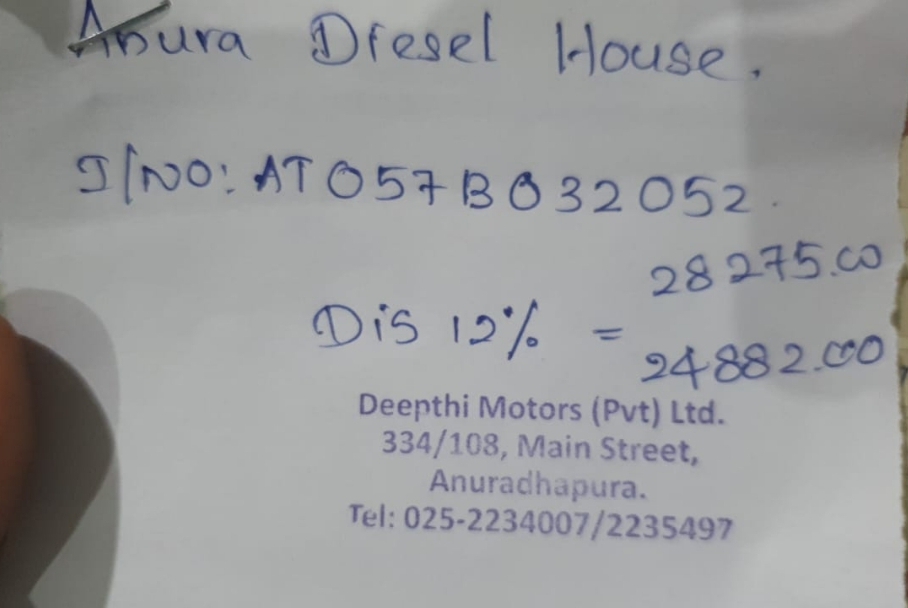 Anura Diesel House.
I/NO: AT057B032052.
28275.00
Dis 12% = 24882.00
Deepthi Motors (Pvt) Ltd.
334/108, Main Street,
Anuradhapura.
Tel: 025-2234007/2235497